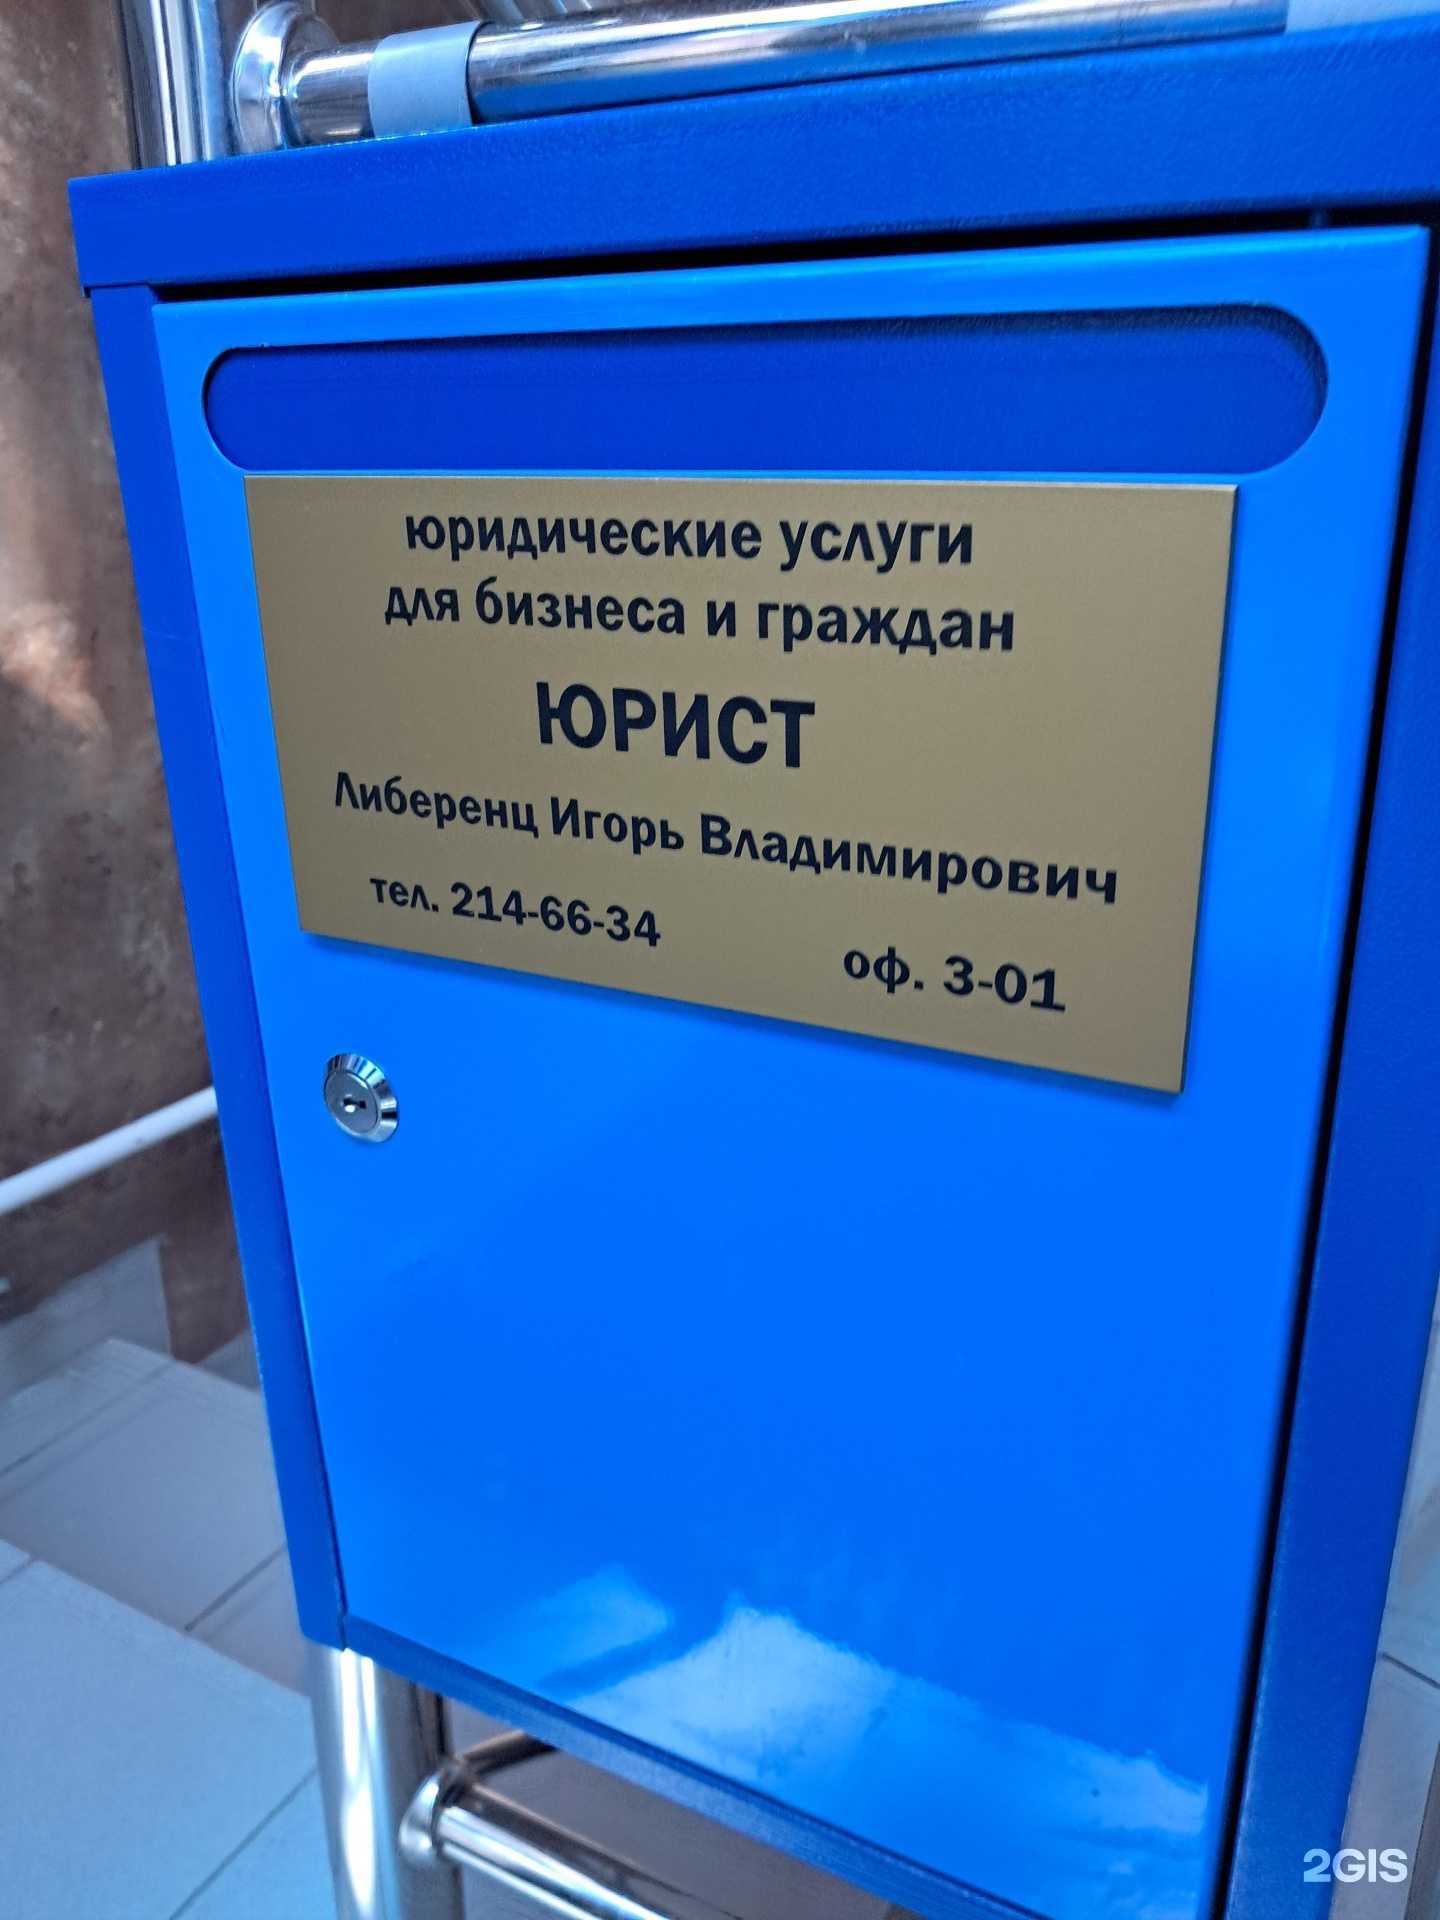 юридические услуги
для бизнеса и граждан
ЮРИСТ
Либеренц Игорь Владимирович
тел. 214-66-34
оф. 3-01
2GIS